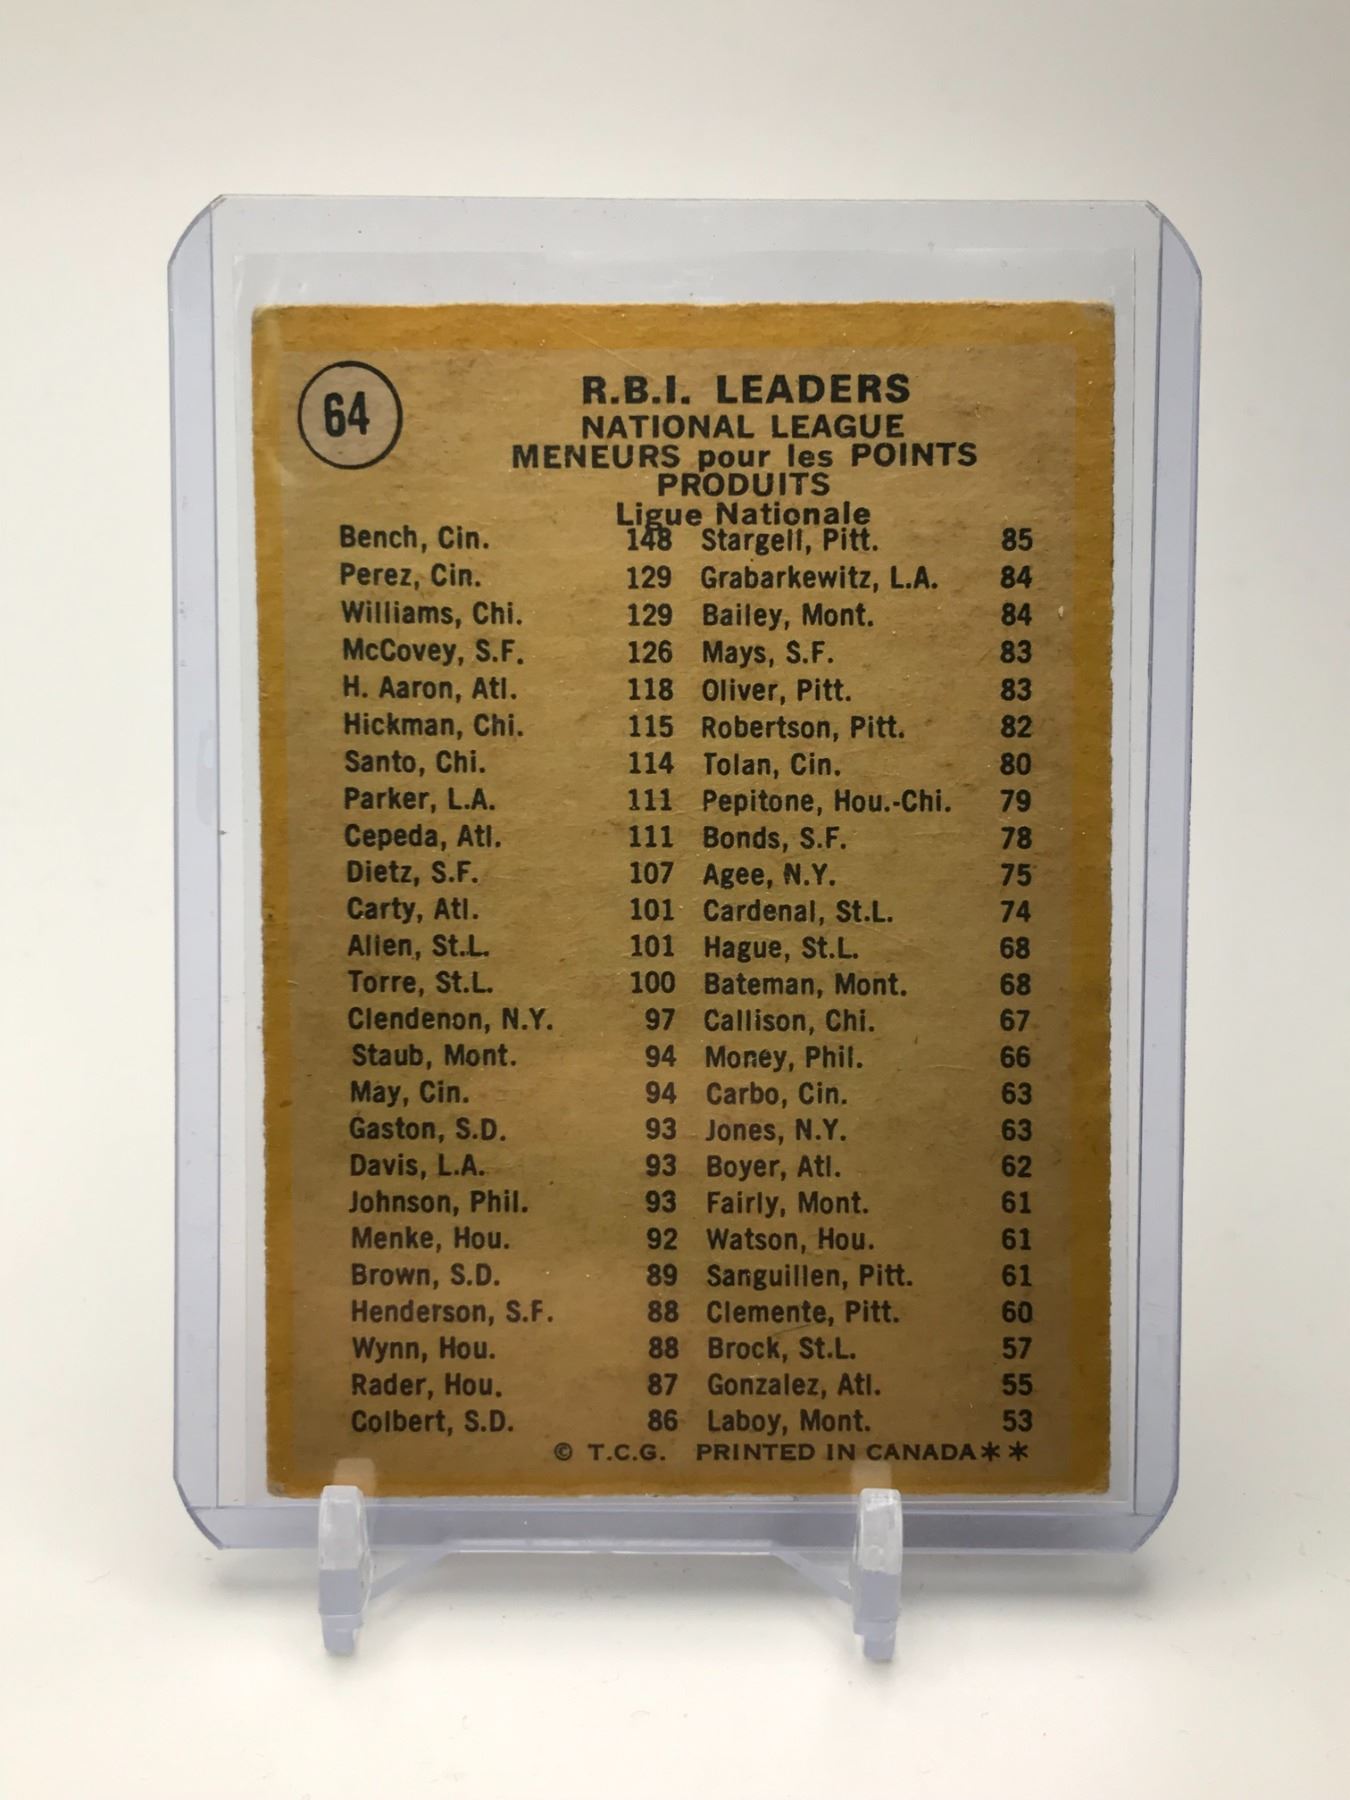 64
R.B.I. LEADERS
NATIONAL LEAGUE
MENEURS pour les POINTS
PRODUITS
Ligue Nationale
Bench, Cin. 148 Stargell, Pitt. 85
Perez, Cin. 129 Grabarkewitz, L.A. 84
Williams, Chi. 129 Bailey, Mont. 84
McCovey, S.F. 126 Mays, S.F. 83
H. Aaron, Atl. 118 Oliver, Pitt. 83
Hickman, Chi. 115 Robertson, Pitt. 82
Santo, Chi. 114 Tolan, Cin. 80
Parker, L.A. 111 Pepitone, Hou.-Chi. 79
Cepeda, Atl. 111 Bonds, S.F. 78
Dietz, S.F. 107 Agee, N.Y. 75
Carty, Atl. 101 Cardenal, St.L. 74
Allen, St.L. 101 Hague, St.L. 68
Torre, St.L. 100 Bateman, Mont. 68
Clendenon, N.Y. 97 Callison, Chi. 67
Staub, Mont. 94 Money, Phil. 66
May, Cin. 94 Carbo, Cin. 63
Gaston, S.D. 93 Jones, N.Y. 63
Davis, L.A. 93 Boyer, Atl. 62
Johnson, Phil. 93 Fairly, Mont. 61
Menke, Hou. 92 Watson, Hou. 61
Brown, S.D. 89 Sanguillen, Pitt. 61
Henderson, S.F. 88 Clemente, Pitt. 60
Wynn, Hou. 88 Brock, St.L. 57
Rader, Hou. 87 Gonzalez, Atl. 55
Colbert, S.D. 86 Laboy, Mont. 53
© T.C.G. PRINTED IN CANADA**